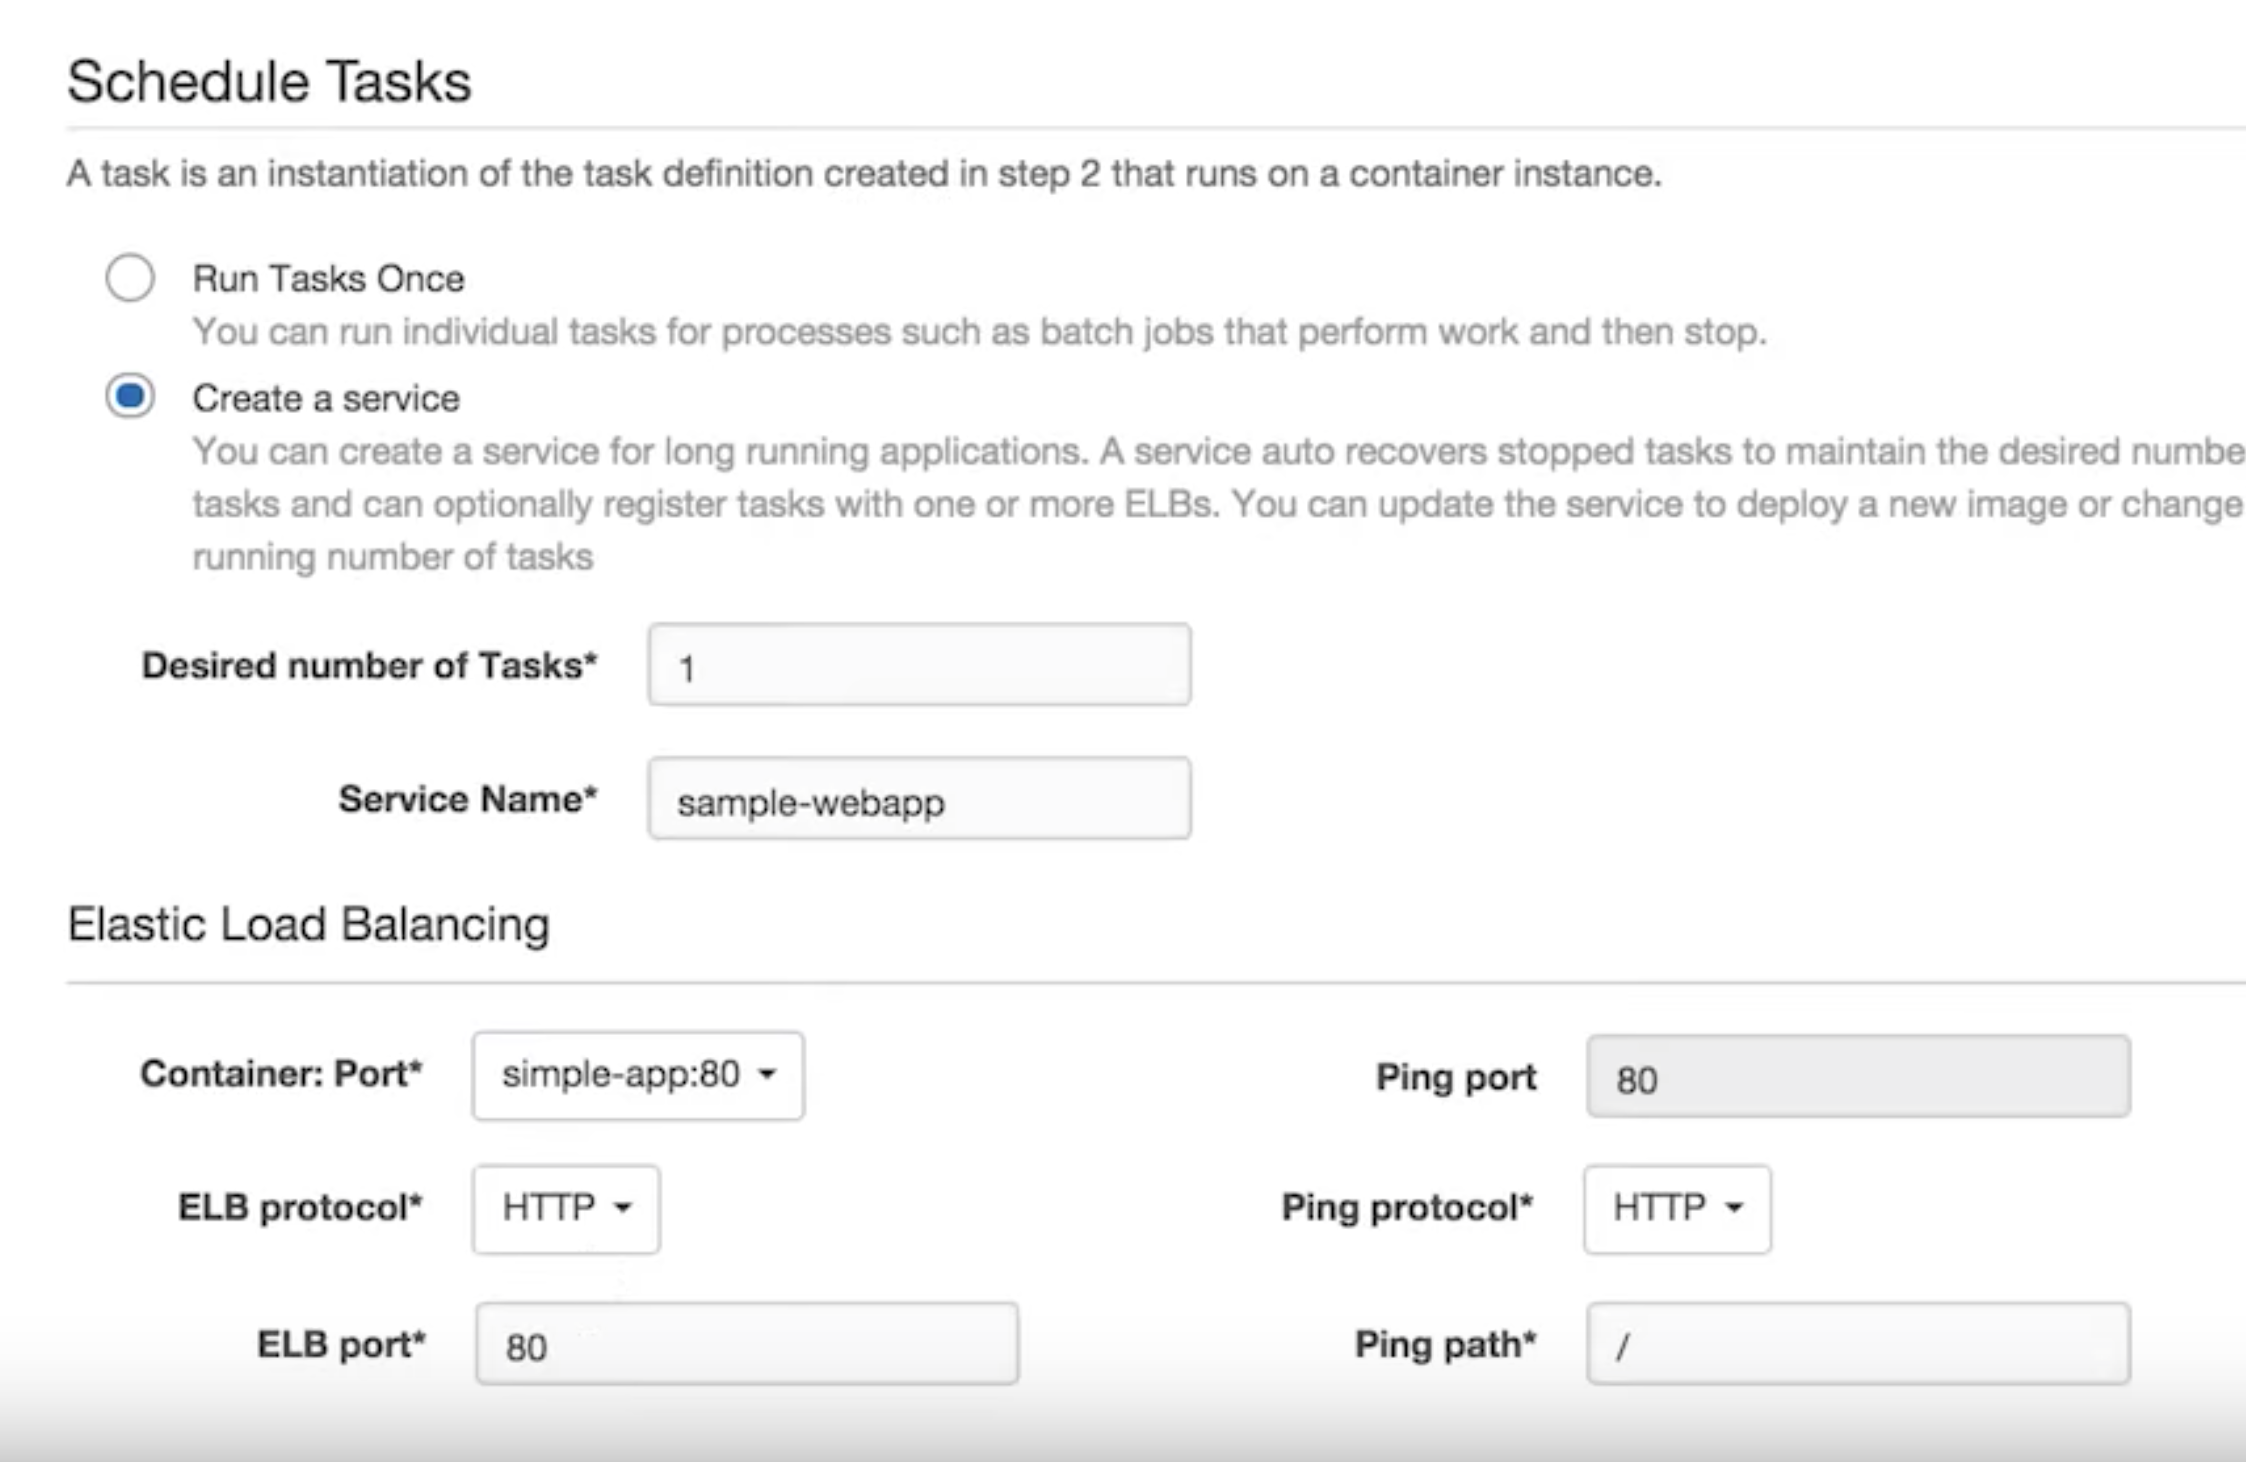 Schedule Tasks
A task is an instantiation of the task definition created in step 2 that runs on a container instance.
Run Tasks Once
You can run individual tasks for processes such as batch jobs that perform work and then stop.
Create a service
You can create a service for long running applications. A service auto recovers stopped tasks to maintain the desired numbe
tasks and can optionally register tasks with one or more ELBs. You can update the service to deploy a new image or change
running number of tasks
Desired number of Tasks* 1
Service Name* sample-webapp
Elastic Load Balancing
Container: Port* simple-app:80 Ping port 80
ELB protocol* HTTP Ping protocol* HTTP
ELB port* 80 Ping path* /